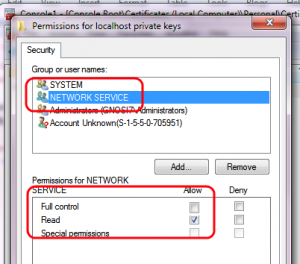 Console1 - [Console Root\Certificates (Local Computer)\Personal\Certif
Permissions for localhost private keys
Security
Group or user names:
SYSTEM
NETWORK SERVICE
Administrators (GNOSIZ\Administrators)
Account Unknown(S-1-5-5-0-705951)
Add...
Remove
Permissions for NETWORK
SERVICE
Allow
Deny
Full control
Read
Special permissions